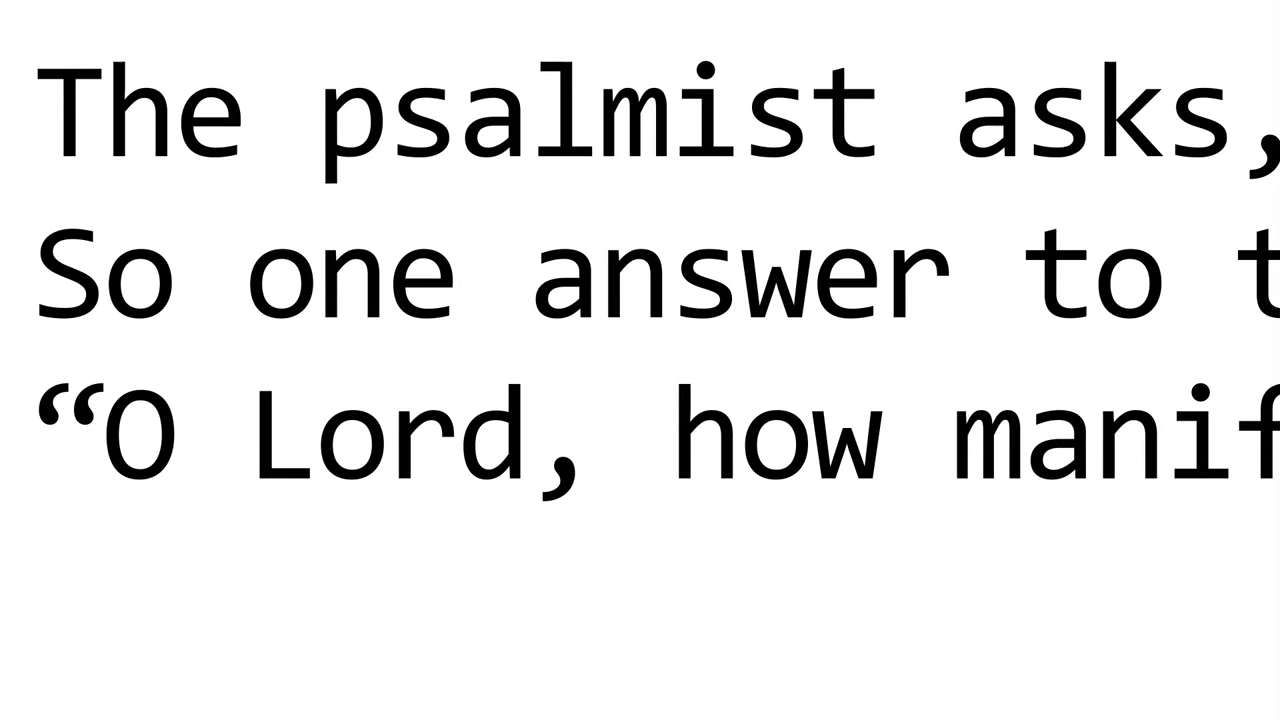 The psalmist asks,
So one answer to
“O Lord, how